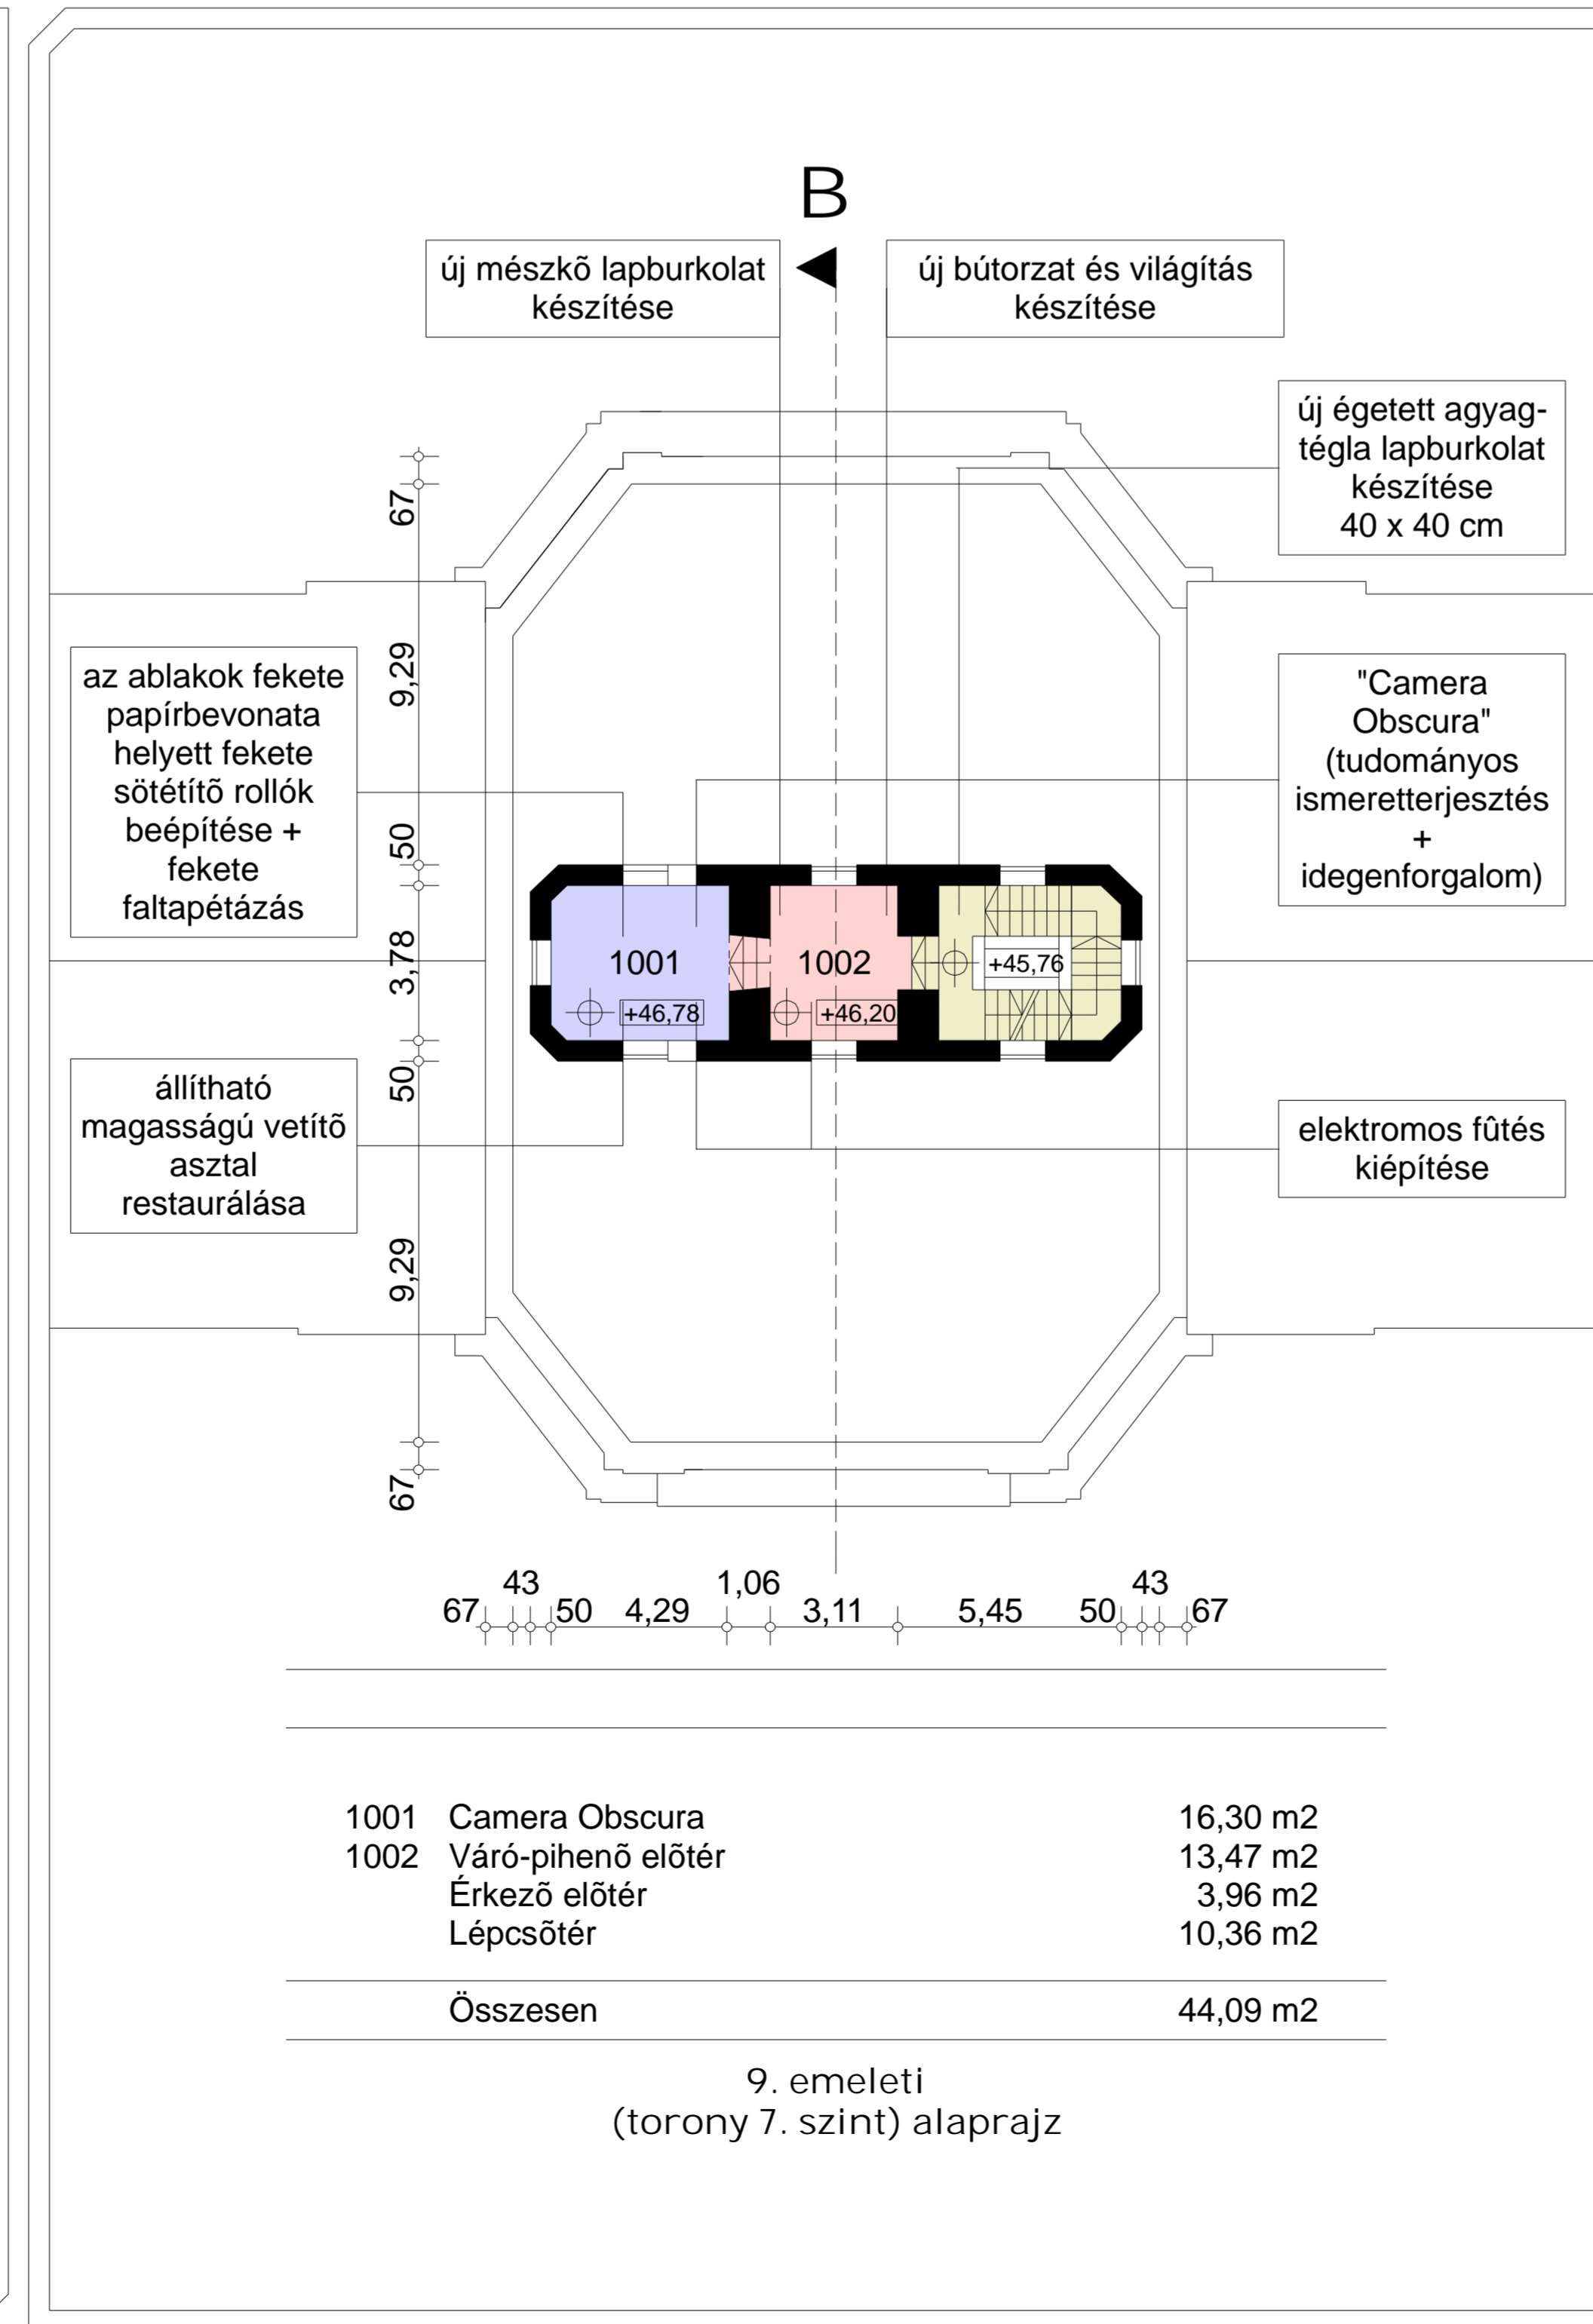 B
új mészkõ lapburkolat
készítése
új bútorzat és világítás
készítése
új égetett agyag-
tégla lapburkolat
készítése
40 x 40 cm
az ablakok fekete
papírbevonata
helyett fekete
sötétítõ rollók
beépítése +
fekete
faltapétázás
"Camera
Obscura"
(tudományos
ismeretterjesztés
+
idegenforgalom)
állítható
magasságú vetítõ
asztal
restaurálása
elektromos fûtés
kiépítése
67
9,29
50
3,78
50
9,29
67
1001
1002
+45,76
+46,78
+46,20
43
1,06
43
67
50
4,29
3,11
5,45
50
67
1001 Camera Obscura 16,30 m2
1002 Váró-pihenõ elõtér 13,47 m2
Érkezõ elõtér 3,96 m2
Lépcsõtér 10,36 m2
Összesen 44,09 m2
9. emeleti
(torony 7. szint) alaprajz